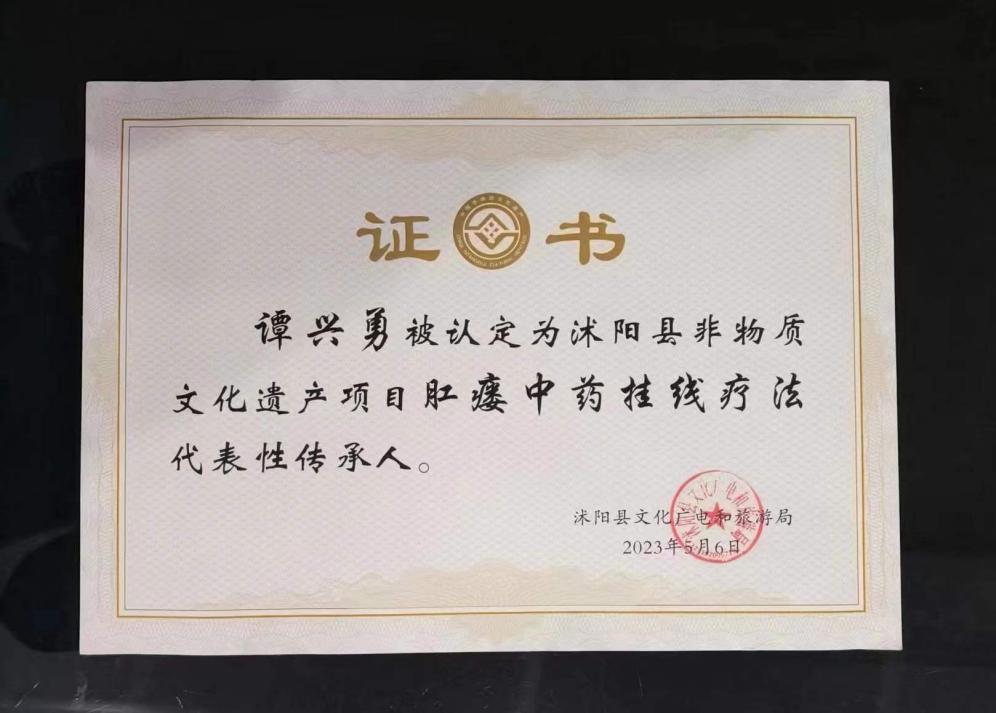 证书
谭兴勇被认定为沭阳县非物质
文化遗产项目肛瘘中药挂线疗法
代表性传承人。
沭阳县文化广电和旅游局
2023年5月6日